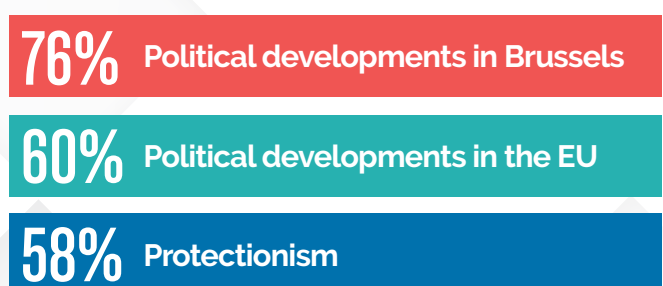 76% Political developments in Brussels
60% Political developments in the EU
58% Protectionism